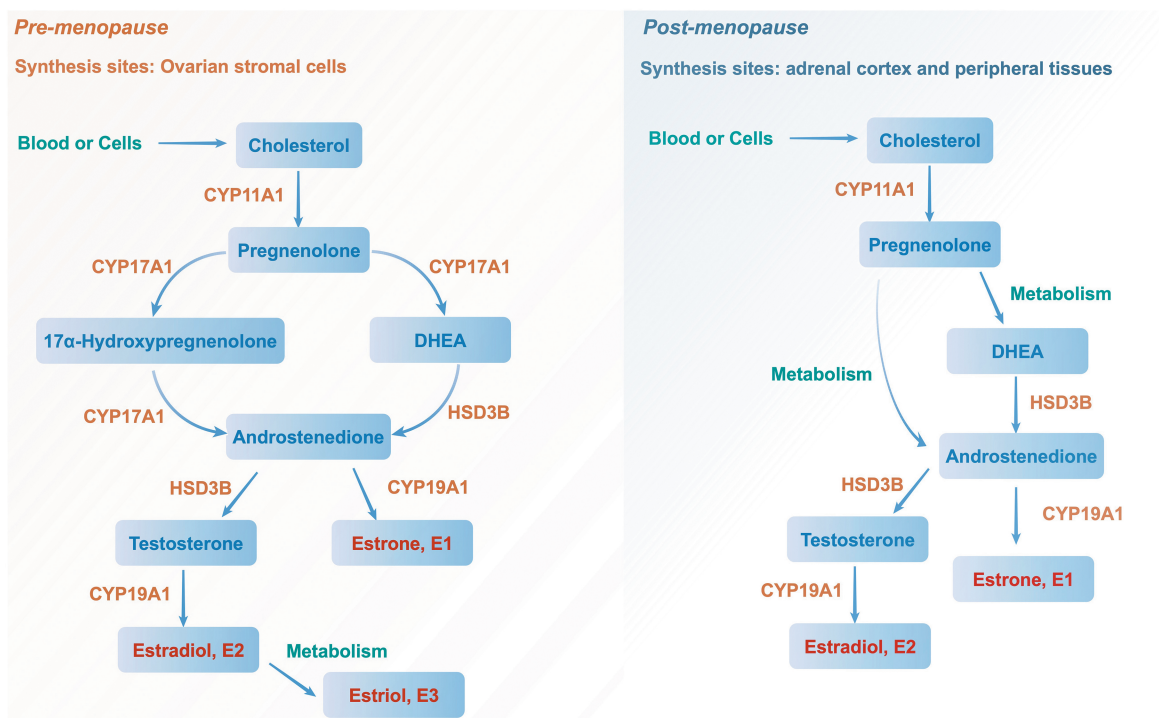 Pre-menopause
Synthesis sites: Ovarian stromal cells
Blood or Cells
Cholesterol
CYP11A1
Pregnenolone
CYP17A1
CYP17A1
17α-Hydroxypregnenolone
DHEA
CYP17A1
HSD3B
Androstenedione
HSD3B
CYP19A1
Testosterone
Estrone, E1
CYP19A1
Estradiol, E2
Metabolism
Estriol, E3
Post-menopause
Synthesis sites: adrenal cortex and peripheral tissues
Blood or Cells
Cholesterol
CYP11A1
Pregnenolone
Metabolism
DHEA
Metabolism
HSD3B
Androstenedione
HSD3B
CYP19A1
Testosterone
Estrone, E1
CYP19A1
Estradiol, E2